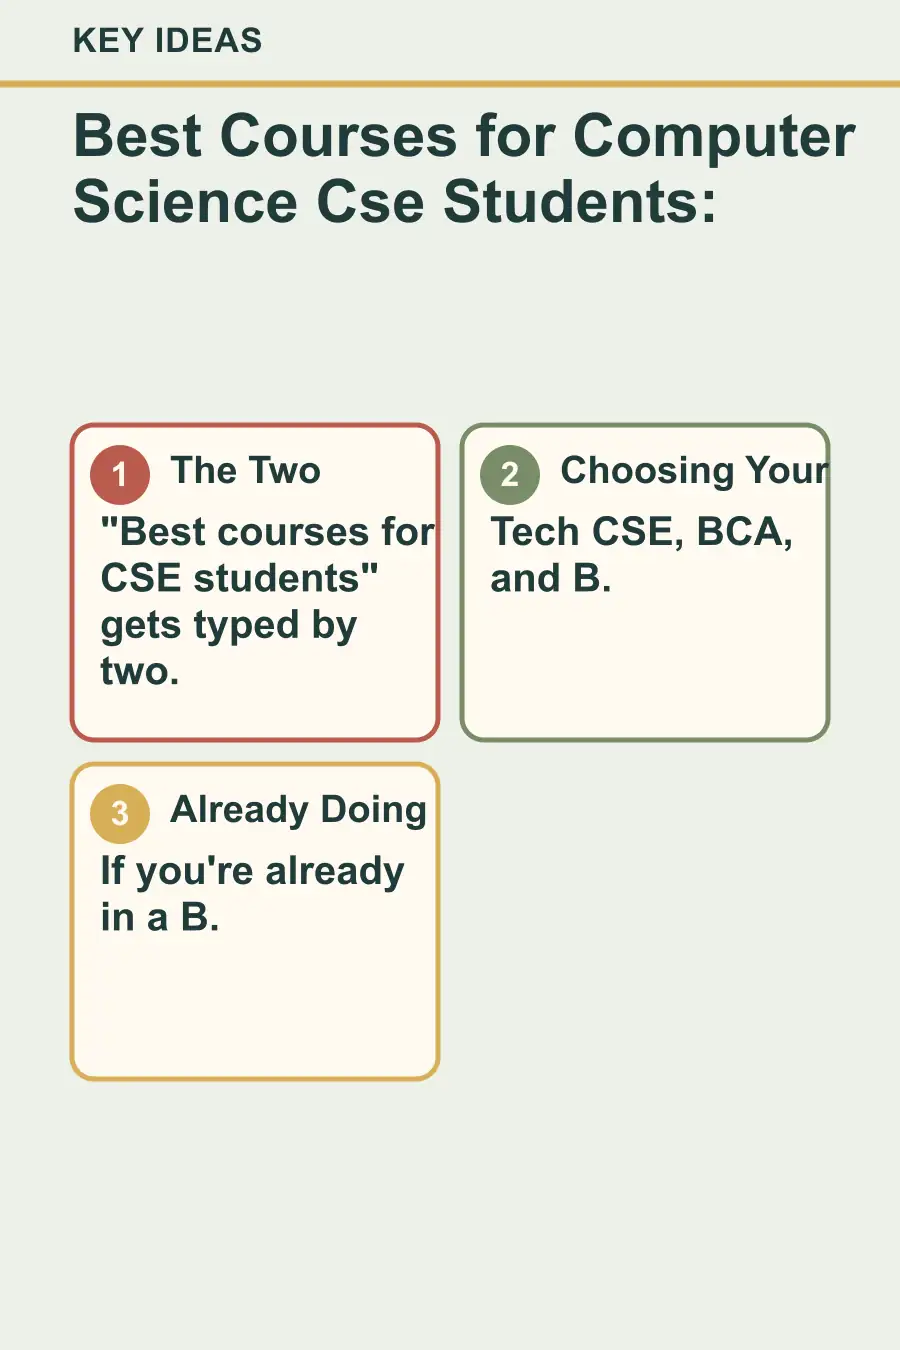 KEY IDEAS
Best Courses for Computer
Science Cse Students:
1 The Two
"Best courses for
CSE students"
gets typed by
two.
2 Choosing Your
Tech CSE, BCA,
and B.
3 Already Doing
If you're already
in a B.